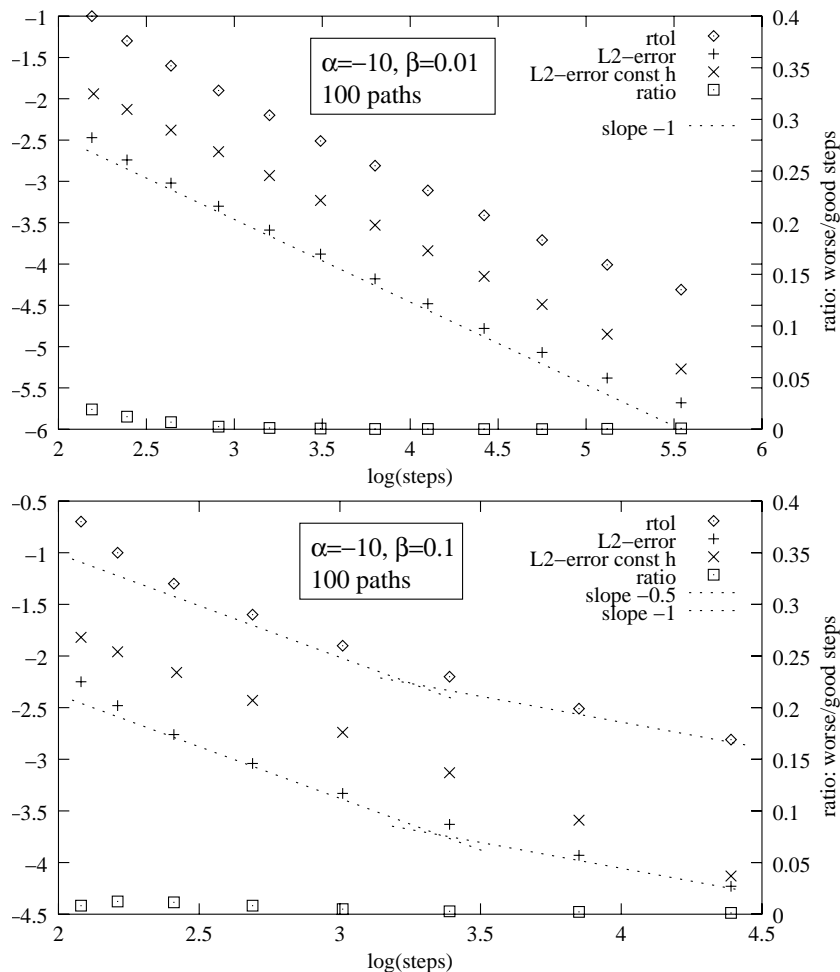 α=−10, β=0.01
100 paths
rtol
L2−error
L2−error const h
ratio
slope −1
−1
−1.5
−2
−2.5
−3
−3.5
−4
−4.5
−5
−5.5
−6
0.4
0.35
0.3
0.25
0.2
0.15
0.1
0.05
0
ratio: worse/good steps
2
2.5
3
3.5
4
4.5
5
5.5
6
log(steps)
α=−10, β=0.1
100 paths
rtol
L2−error
L2−error const h
ratio
slope −0.5
slope −1
−0.5
−1
−1.5
−2
−2.5
−3
−3.5
−4
−4.5
0.4
0.35
0.3
0.25
0.2
0.15
0.1
0.05
0
ratio: worse/good steps
2
2.5
3
3.5
4
4.5
log(steps)